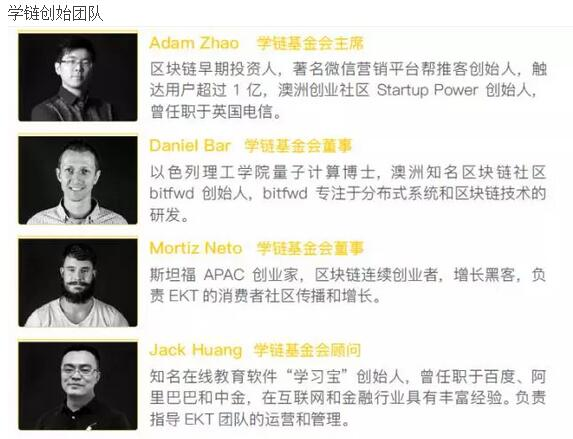 学链创始团队
Adam Zhao 学链基金会主席
区块链早期投资人，著名微信营销平台帮推客创始人，触
达用户超过 1 亿，澳洲创业社区 Startup Power 创始人，
曾任职于英国电信。
Daniel Bar 学链基金会董事
以色列理工学院量子计算博士，澳洲知名区块链社区
bitfwd 创始人，bitfwd 专注于分布式系统和区块链技术的
研发。
Mortiz Neto 学链基金会董事
斯坦福 APAC 创业家，区块链连续创业者，增长黑客，负
责 EKT 的消费者社区传播和增长。
Jack Huang 学链基金会顾问
知名在线教育软件“学习宝”创始人，曾任职于百度、阿
里巴巴和中金，在互联网和金融行业具有丰富经验。负责
指导 EKT 团队的运营和管理。